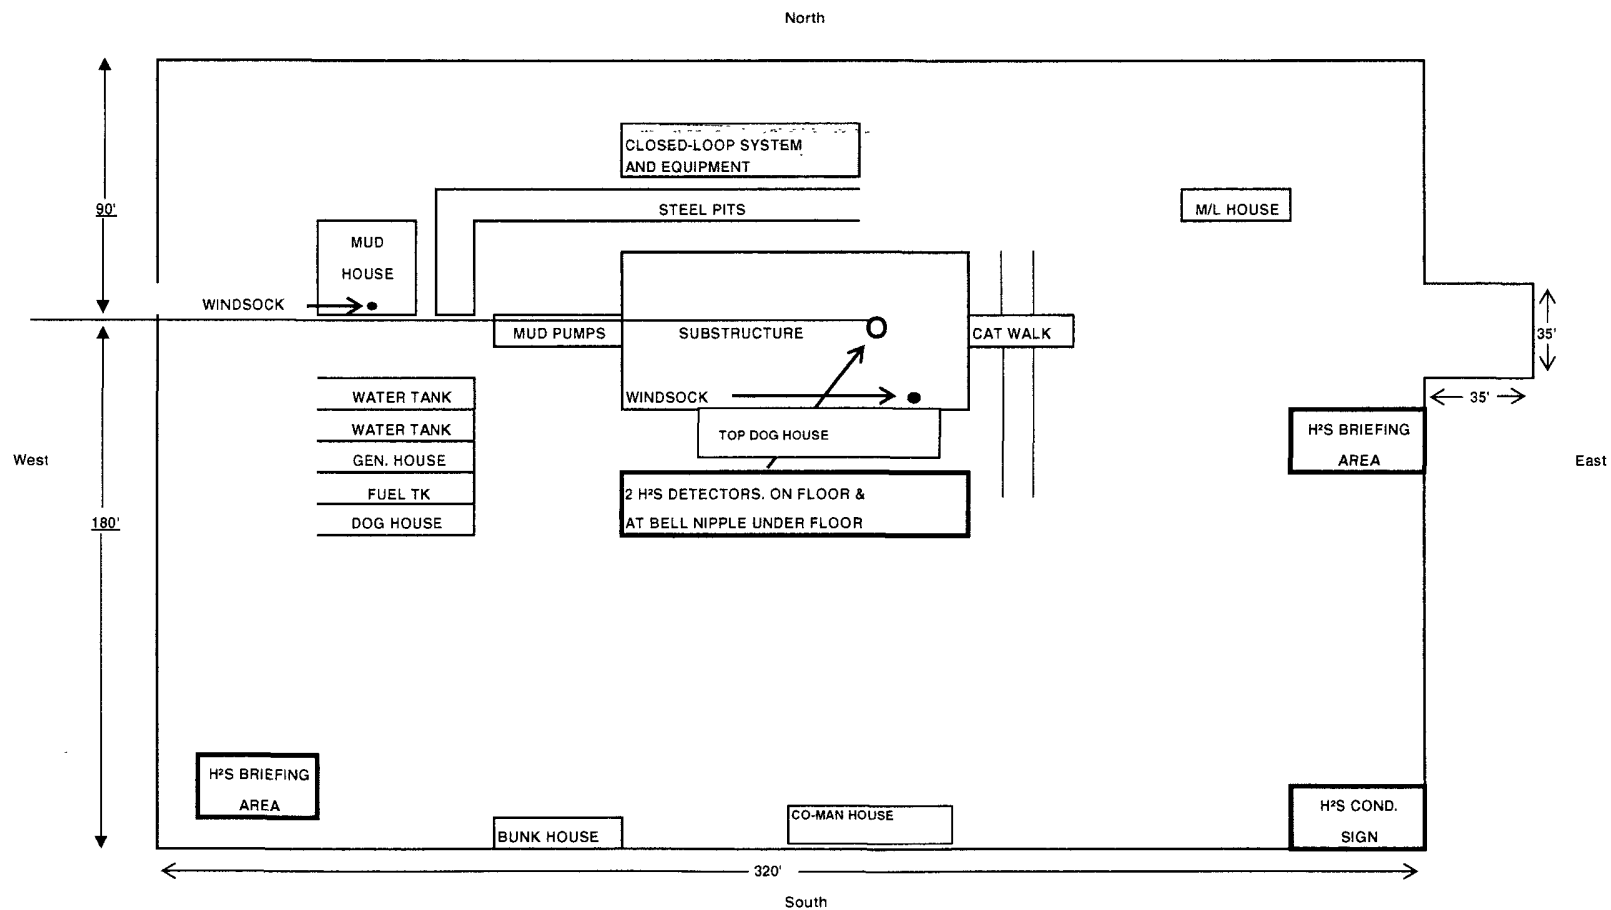 North
CLOSED-LOOP SYSTEM
AND EQUIPMENT
90'
STEEL PITS
M/L HOUSE
MUD
HOUSE
WINDSOCK
MUD PUMPS
SUBSTRUCTURE
CAT WALK
35'
WINDSOCK
35'
WATER TANK
WATER TANK
GEN. HOUSE
FUEL TK
DOG HOUSE
TOP DOG HOUSE
H²S BRIEFING
AREA
West
East
180'
2 H²S DETECTORS. ON FLOOR &
AT BELL NIPPLE UNDER FLOOR
H²S BRIEFING
AREA
BUNK HOUSE
CO-MAN HOUSE
H²S COND.
SIGN
320'
South